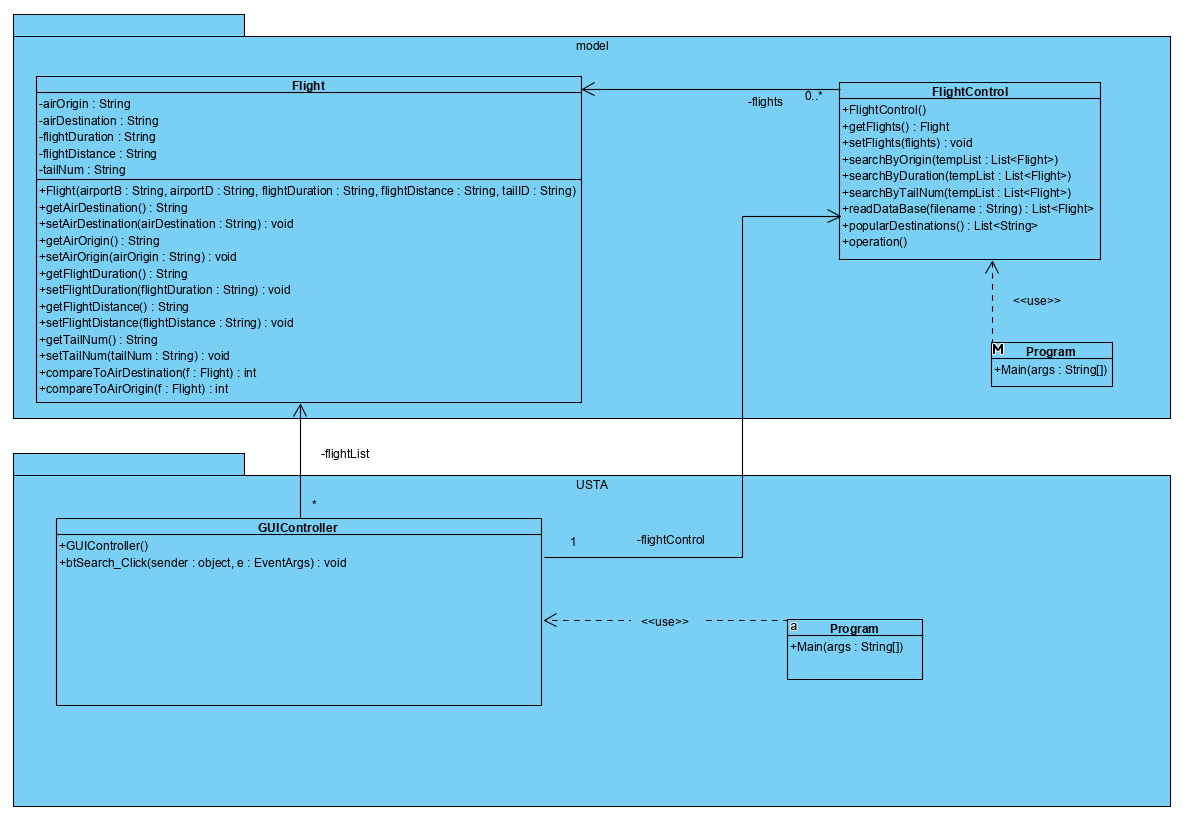 model
Flight
-airOrigin : String
-airDestination : String
-flightDuration : String
-flightDistance : String
-tailNum : String
+Flight(airportB : String, airportD : String, flightDuration : String, flightDistance : String, tailID : String)
+getAirDestination() : String
+setAirDestination(airDestination : String) : void
+getAirOrigin() : String
+setAirOrigin(airOrigin : String) : void
+getFlightDuration() : String
+setFlightDuration(flightDuration : String) : void
+getFlightDistance() : String
+setFlightDistance(flightDistance : String) : void
+getTailNum() : String
+setTailNum(tailNum : String) : void
+compareToAirDestination(f : Flight) : int
+compareToAirOrigin(f : Flight) : int
-flights
0..*
FlightControl
+FlightControl()
+getFlights() : Flight
+setFlights(flights) : void
+searchByOrigin(tempList : List<Flight>)
+searchByDuration(tempList : List<Flight>)
+searchByTailNum(tempList : List<Flight>)
+readDataBase(filename : String) : List<Flight>
+popularDestinations() : List<String>
+operation()
<<use>>
M
Program
+Main(args : String[])
-flightList
*
USTA
GUIController
+GUIController()
+btSearch_Click(sender : object, e : EventArgs) : void
1
-flightControl
<<use>>
a
Program
+Main(args : String[])